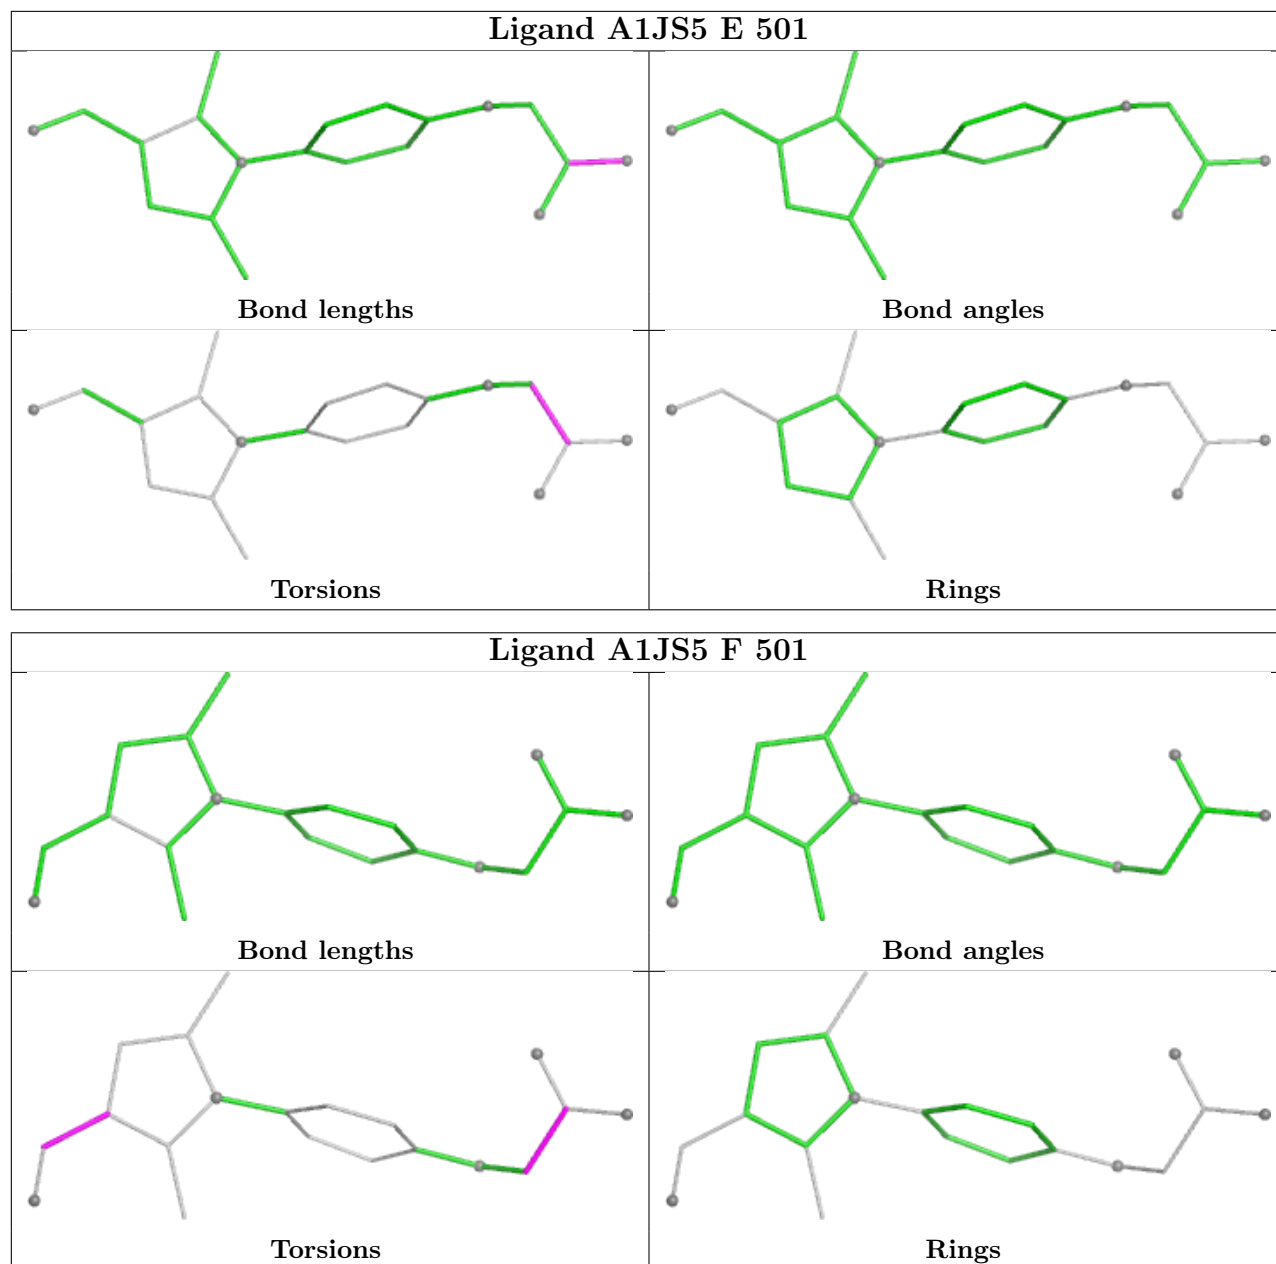 Ligand A1JS5 E 501
Bond lengths
Bond angles
Torsions
Rings
Ligand A1JS5 F 501
Bond lengths
Bond angles
Torsions
Rings